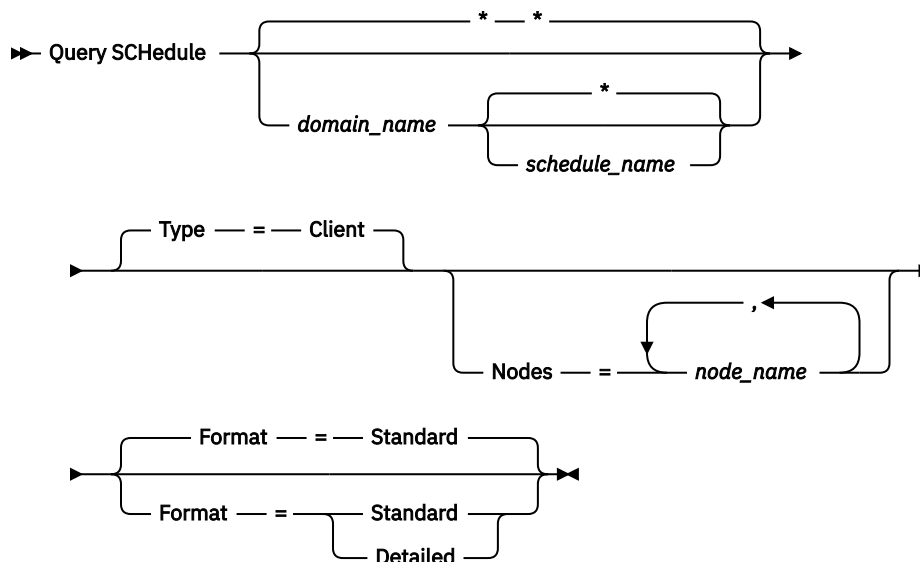 * — *
Query SCHedule
*
domain_name
schedule_name
Type — = — Client
,
Nodes — = — node_name
Format — = — Standard
Format — = — Standard
Detailed